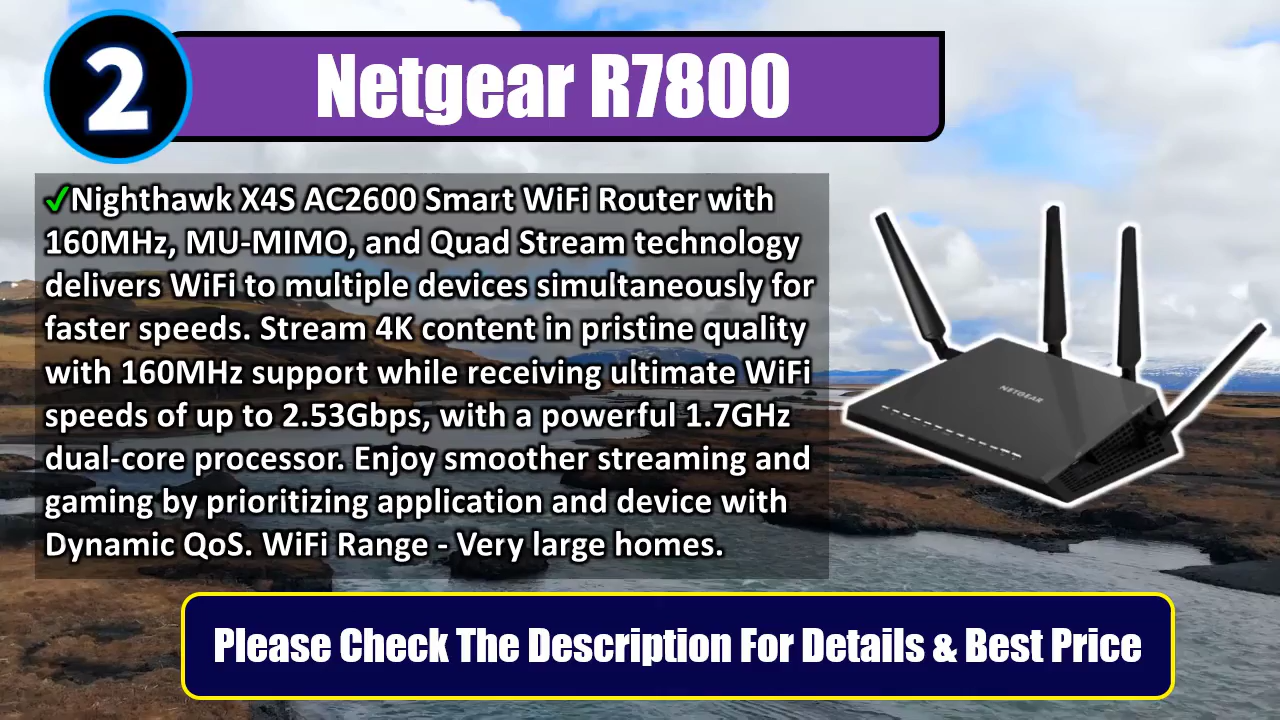 2
Netgear R7800
✓Nighthawk X4S AC2600 Smart WiFi Router with
160MHz, MU-MIMO, and Quad Stream technology
delivers WiFi to multiple devices simultaneously for
faster speeds. Stream 4K content in pristine quality
with 160MHz support while receiving ultimate WiFi
speeds of up to 2.53Gbps, with a powerful 1.7GHz
dual-core processor. Enjoy smoother streaming and
gaming by prioritizing application and device with
Dynamic QoS. WiFi Range - Very large homes.
NETGEAR
Please Check The Description For Details & Best Price